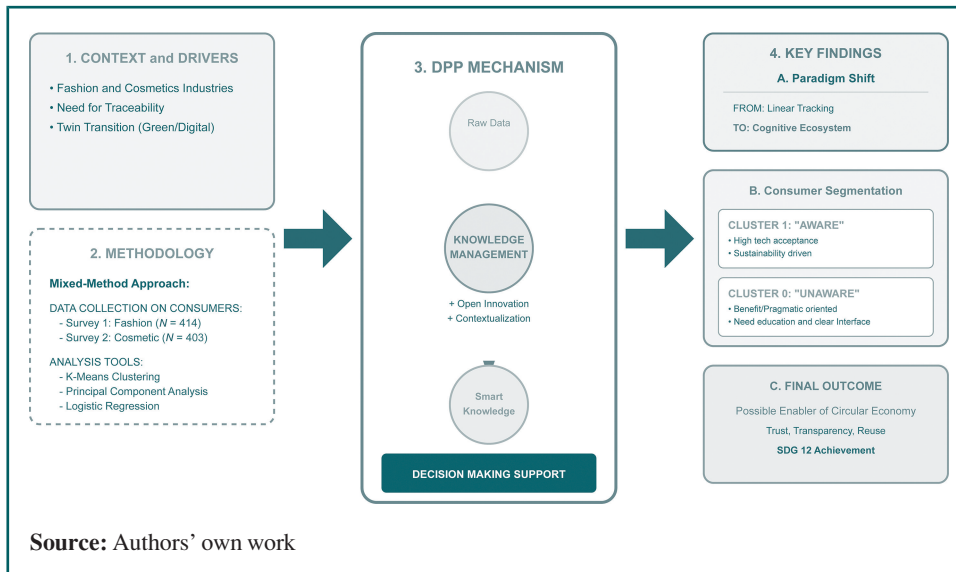 1. CONTEXT and DRIVERS
• Fashion and Cosmetics Industries
• Need for Traceability
• Twin Transition (Green/Digital)
2. METHODOLOGY
Mixed-Method Approach:
DATA COLLECTION ON CONSUMERS:
- Survey 1: Fashion (N = 414)
- Survey 2: Cosmetic (N = 403)
ANALYSIS TOOLS:
- K-Means Clustering
- Principal Component Analysis
- Logistic Regression
3. DPP MECHANISM
Raw Data
KNOWLEDGE
MANAGEMENT
+ Open Innovation
+ Contextualization
Smart
Knowledge
DECISION MAKING SUPPORT
4. KEY FINDINGS
A. Paradigm Shift
FROM: Linear Tracking
TO: Cognitive Ecosystem
B. Consumer Segmentation
CLUSTER 1: "AWARE"
• High tech acceptance
• Sustainability driven
CLUSTER 0: "UNAWARE"
• Benefit/Pragmatic oriented
• Need education and clear Interface
C. FINAL OUTCOME
Possible Enabler of Circular Economy
Trust, Transparency, Reuse
SDG 12 Achievement
Source: Authors’ own work